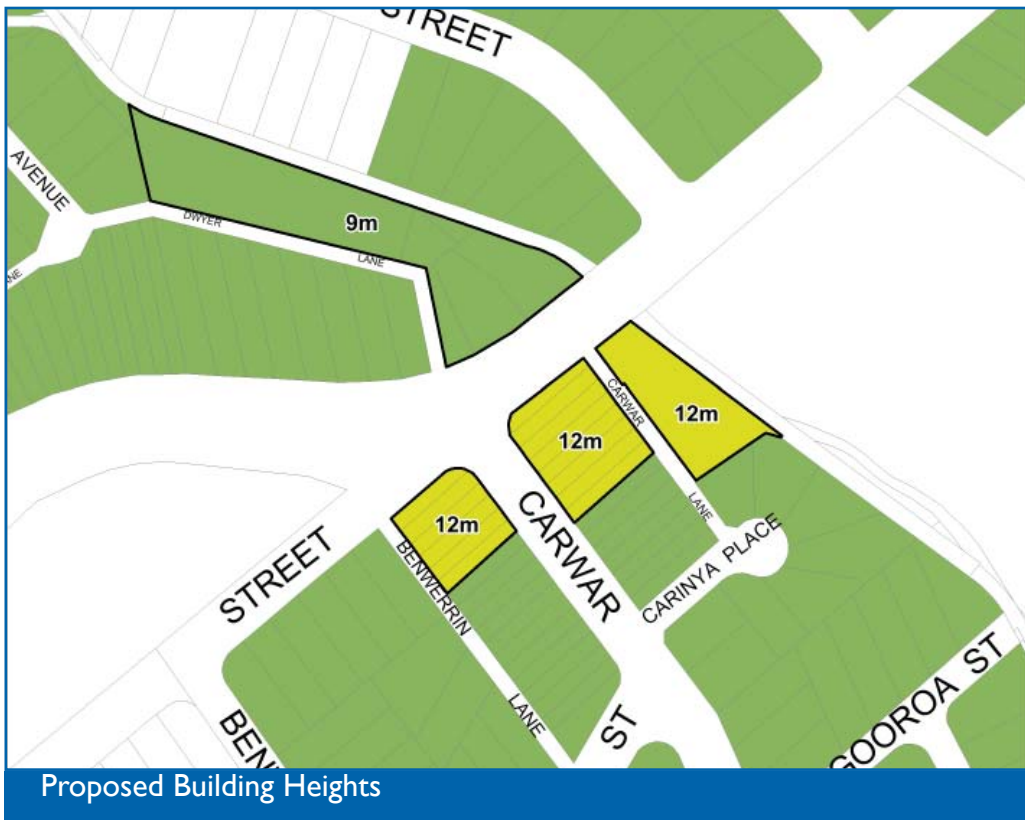 STREET
AVENUE
DWYER
9m
LANE
12m
CARWAR
12m
LANE
12m
CARWAR
CARINYA PLACE
STREET
BENWERRIN
LANE
ST
GOOROA ST
Proposed Building Heights